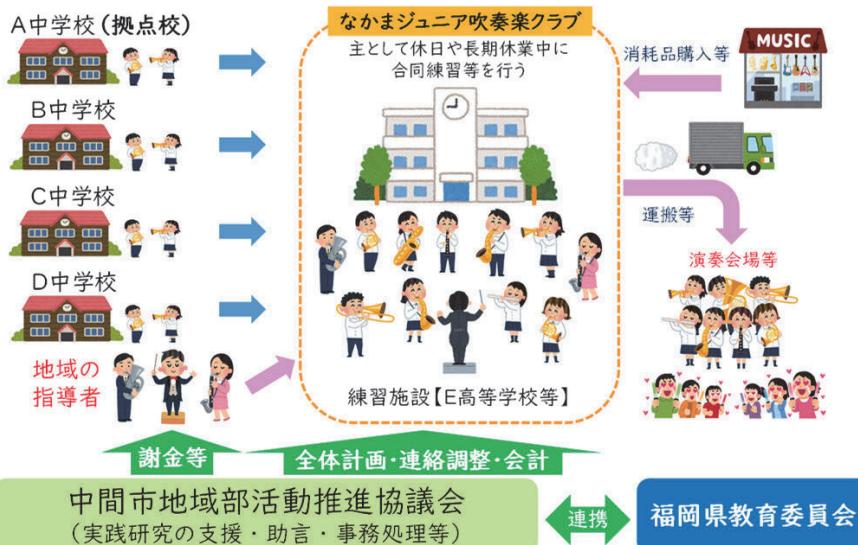 A中学校(拠点校)
B中学校
C中学校
D中学校
地域の
指導者
なかまジュニア吹奏楽クラブ
主として休日や長期休業中に
合同練習等を行う
練習施設【E高等学校等】
消耗品購入等
MUSIC
運搬等
演奏会場等
謝金等
全体計画・連絡調整・会計
中間市地域部活動推進協議会
(実践研究の支援・助言・事務処理等)
連携
福岡県教育委員会